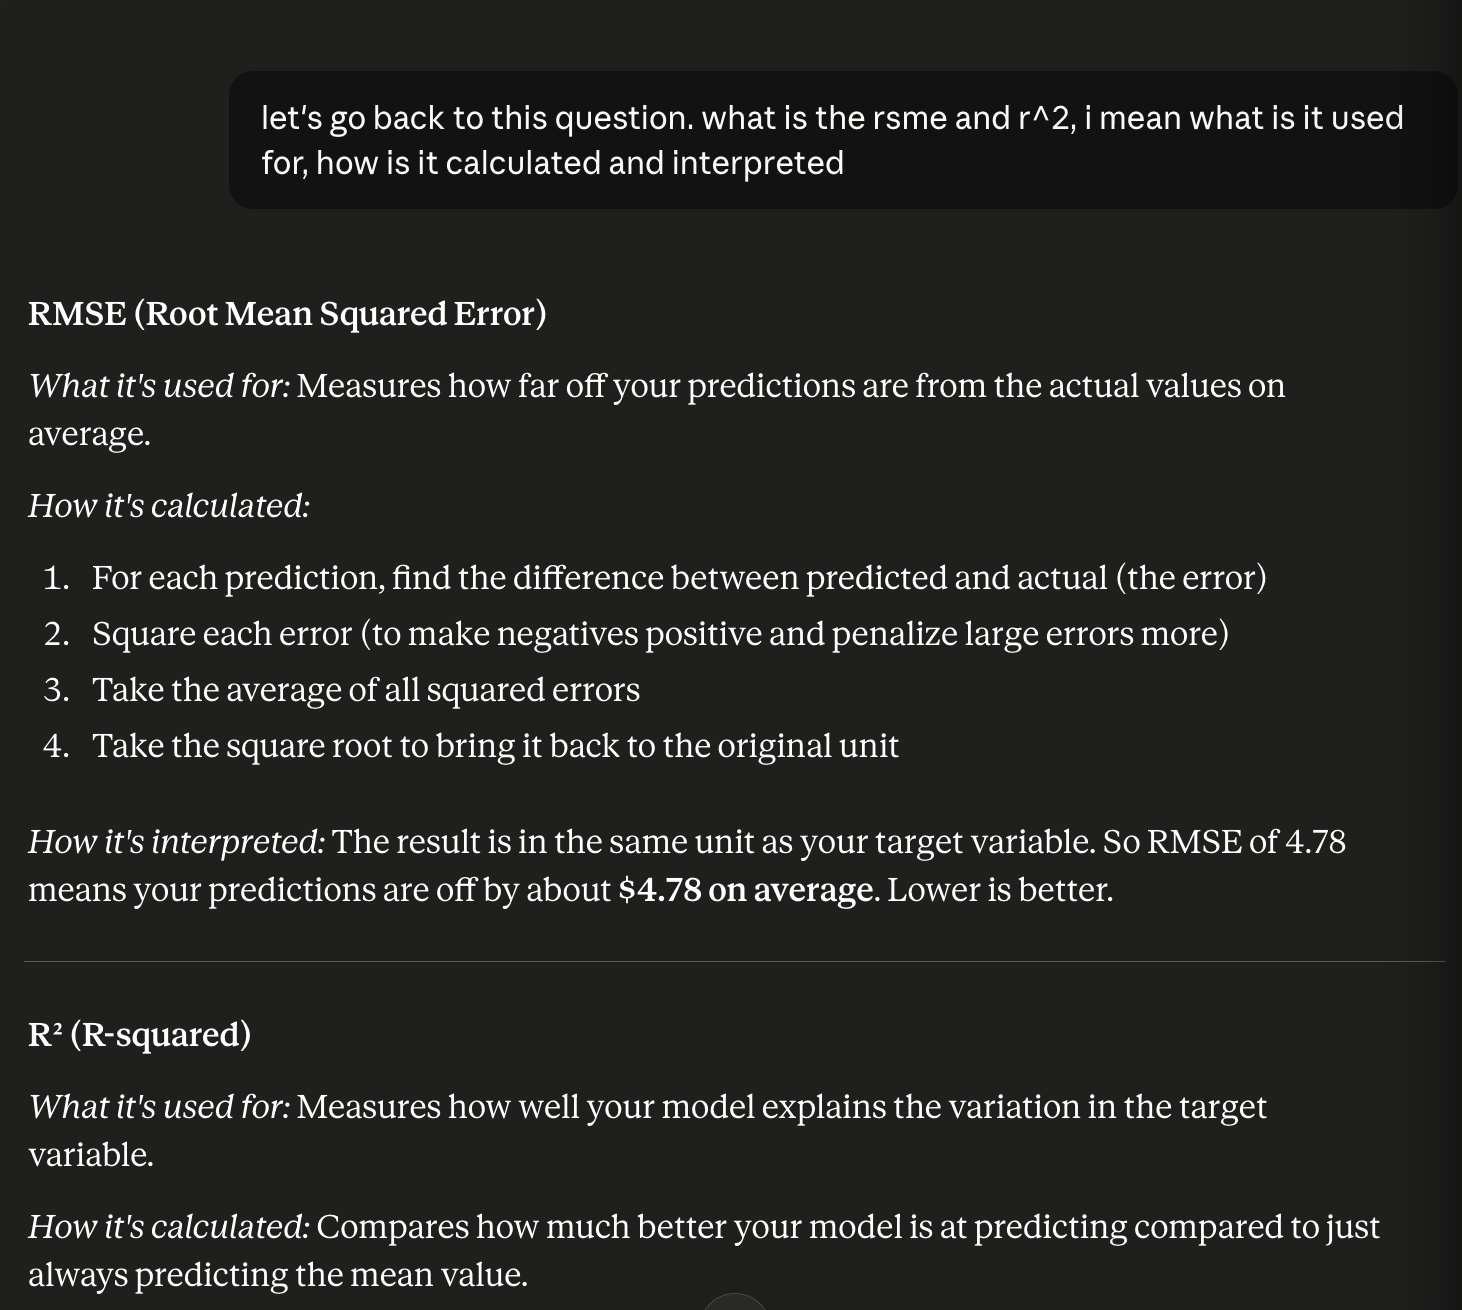 let's go back to this question. what is the rsme and r^2, i mean what is it used
for, how is it calculated and interpreted
RMSE (Root Mean Squared Error)
What it's used for: Measures how far off your predictions are from the actual values on
average.
How it's calculated:
1. For each prediction, find the difference between predicted and actual (the error)
2. Square each error (to make negatives positive and penalize large errors more)
3. Take the average of all squared errors
4. Take the square root to bring it back to the original unit
How it's interpreted: The result is in the same unit as your target variable. So RMSE of 4.78
means your predictions are off by about $4.78 on average. Lower is better.
R² (R-squared)
What it's used for: Measures how well your model explains the variation in the target
variable.
How it's calculated: Compares how much better your model is at predicting compared to just
always predicting the mean value.